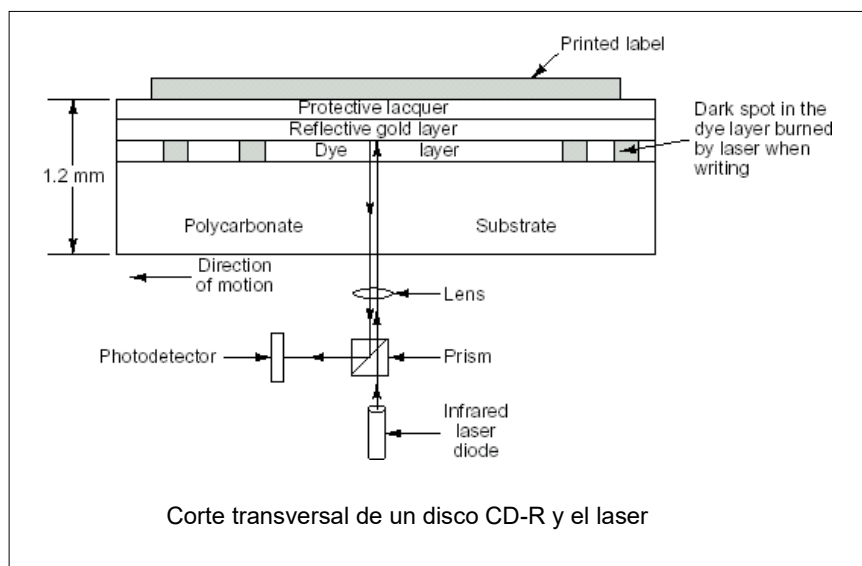 Printed label
Protective lacquer
Reflective gold layer
Dark spot in the
dye layer burned
by laser when
writing
Dye layer
1.2 mm
Polycarbonate Substrate
Direction
of motion
Lens
Photodetector
Prism
Infrared
laser
diode
Corte transversal de un disco CD-R y el laser